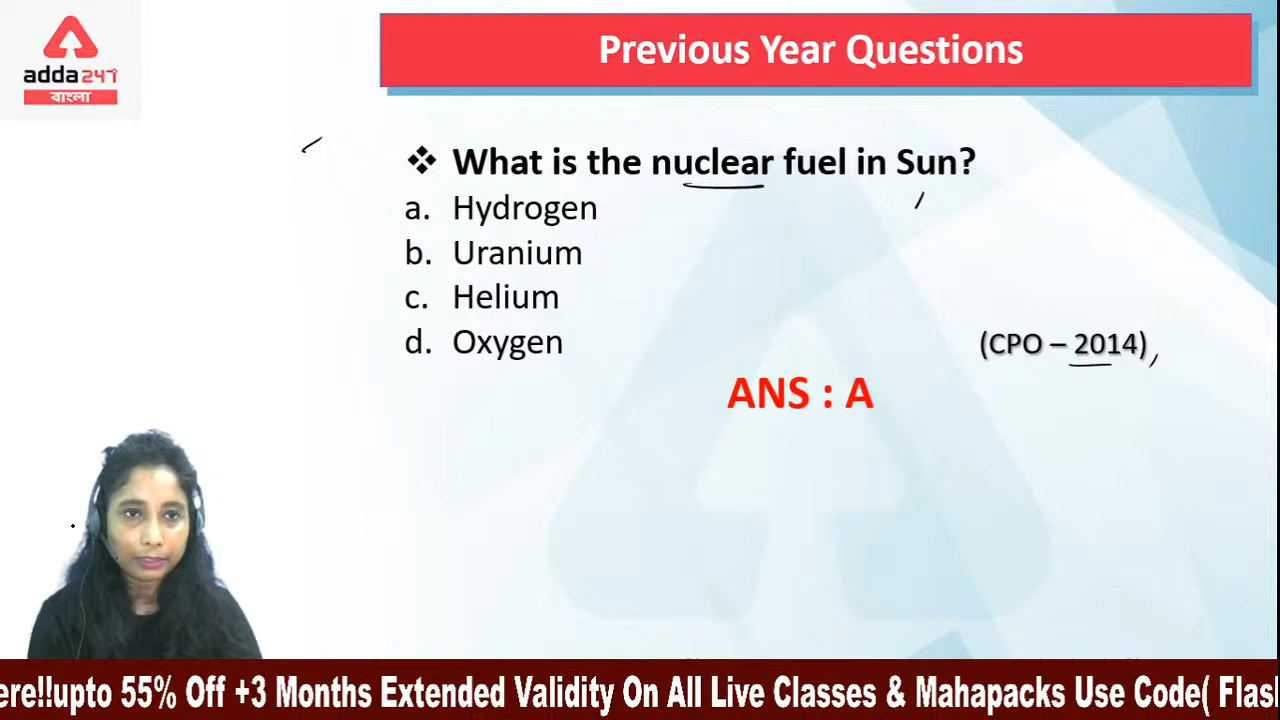 adda247
বাংলা
Previous Year Questions
❖ What is the nuclear fuel in Sun?
a. Hydrogen
b. Uranium
c. Helium
d. Oxygen
(CPO – 2014)
ANS : A
ere!!upto 55% Off +3 Months Extended Validity On All Live Classes & Mahapacks Use Code( Flas